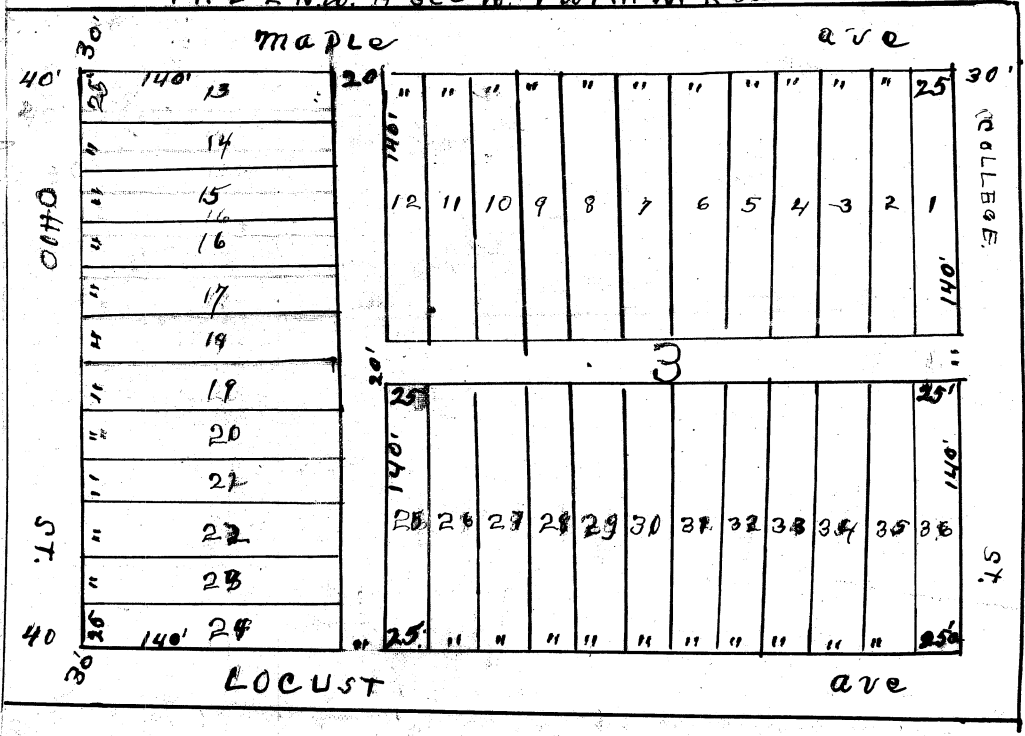 maple ave
30'
40' 25' 140' 13 20' " " " " " " " " " " 25' 30'
" 14 140' COLLEGE
OHIO " 15 12 11 10 9 8 7 6 5 4 3 2 1
16
" 16
" 17 140'
" 18
20' 3 "
" 19 25' 25'
" 20 140' 140'
" 21
ST. " 22 25 26 27 28 29 30 31 32 33 34 35 36 ST.
" 23
40 25' 140' 24 " 25' " " " " " " " " " " 25'
30'
LOCUST ave